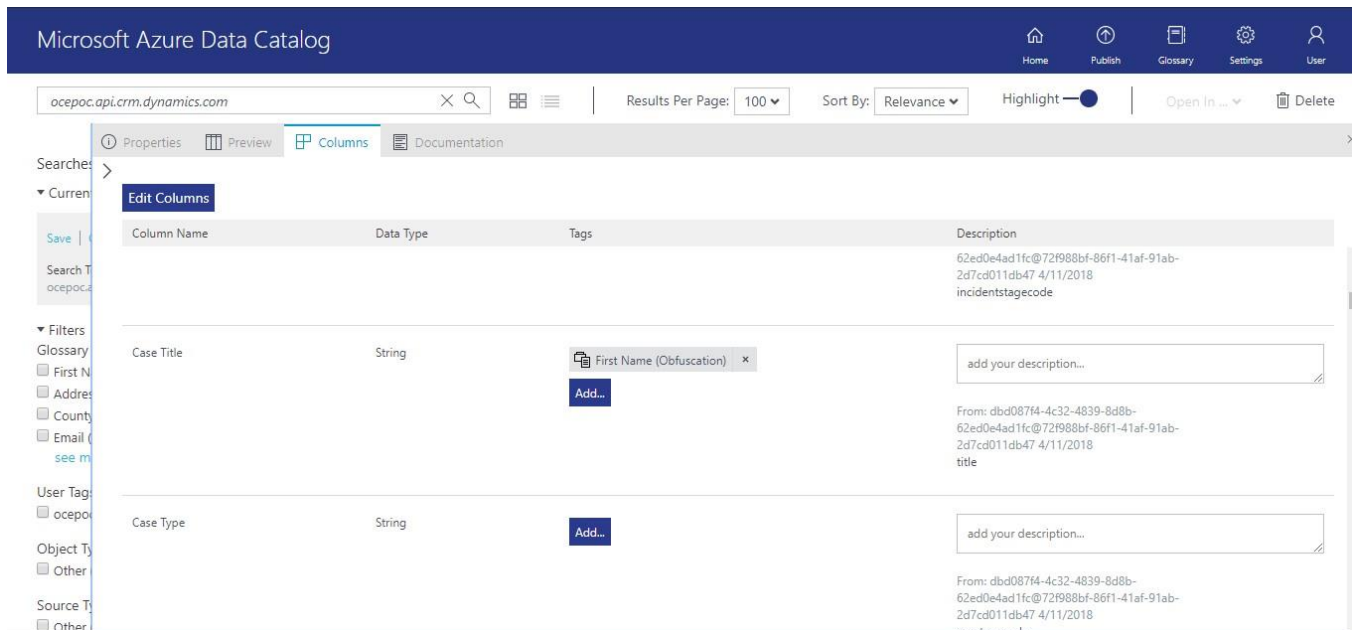 Microsoft Azure Data Catalog
Home
Publish
Glossary
Settings
User
ocepoc.api.crm.dynamics.com
Results Per Page: 100
Sort By: Relevance
Highlight
Open In ...
Delete
Properties
Preview
Columns
Documentation
Searches
Current
Save |
Search T
ocepoc.a
Filters
Glossary
First N
Addres
County
Email (
see m
User Tags
ocepoc
Object Ty
Other
Source Ty
Other
Edit Columns
Column Name Data Type Tags Description
62ed0e4ad1fc@72f988bf-86f1-41af-91ab-
2d7cd011db47 4/11/2018
incidentstagecode
Case Title String First Name (Obfuscation) × add your description...
Add...
From: dbd087f4-4c32-4839-8d8b-
62ed0e4ad1fc@72f988bf-86f1-41af-91ab-
2d7cd011db47 4/11/2018
title
Case Type String Add... add your description...
From: dbd087f4-4c32-4839-8d8b-
62ed0e4ad1fc@72f988bf-86f1-41af-91ab-
2d7cd011db47 4/11/2018